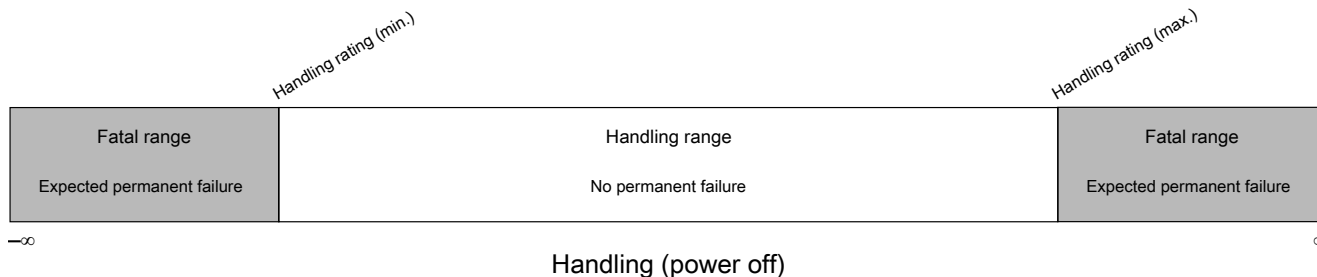 Handling rating (min.)
Handling rating (max.)
Fatal range
Handling range
Fatal range
Expected permanent failure
No permanent failure
Expected permanent failure
–∞
∞
Handling (power off)